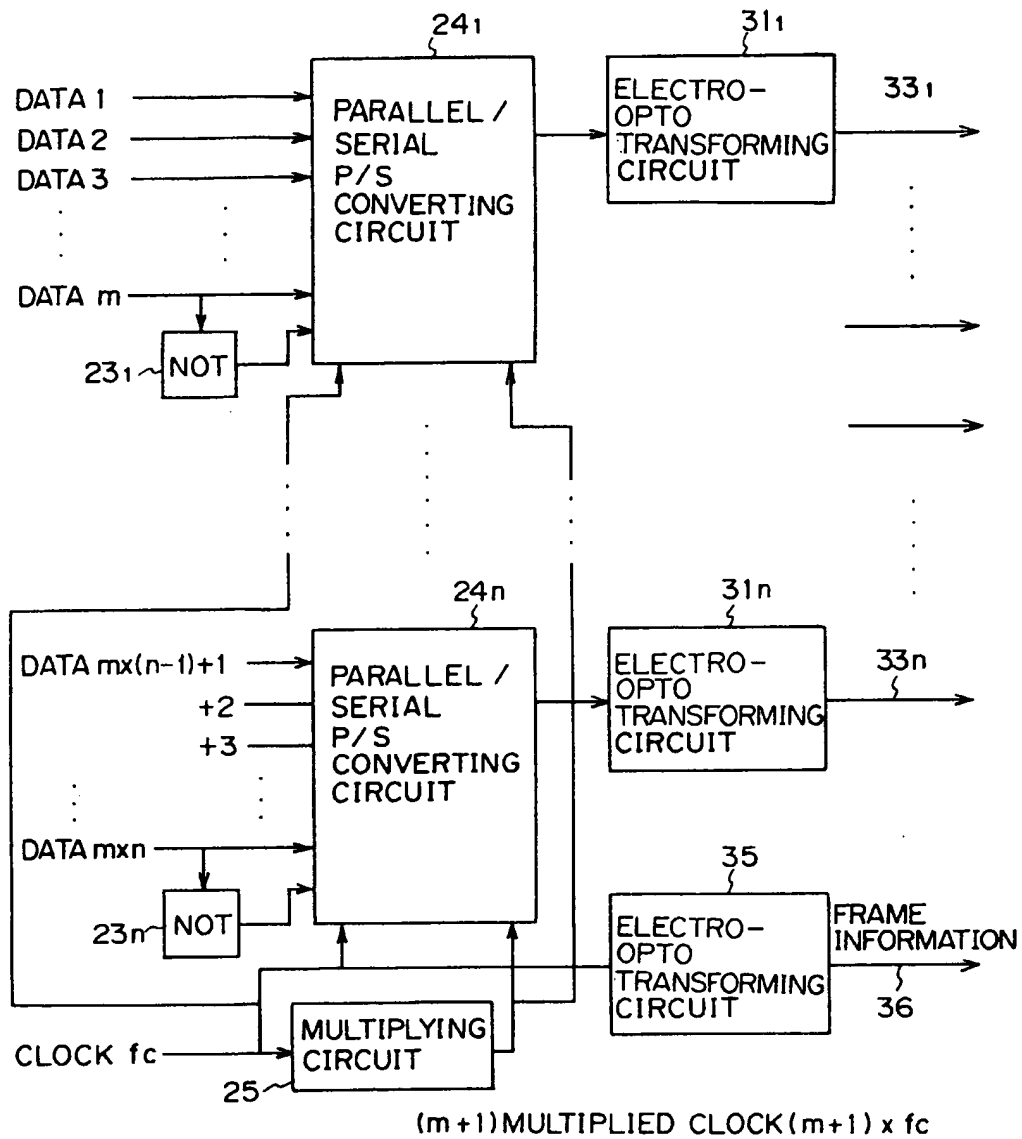 24₁
31₁
DATA 1
DATA 2
DATA 3
DATA m
PARALLEL /
SERIAL
P/S
CONVERTING
CIRCUIT
ELECTRO-
OPTO
TRANSFORMING
CIRCUIT
33₁
23₁
NOT
24n
31n
DATA mx(n-1)+1
+2
+3
DATA mxn
PARALLEL /
SERIAL
P/S
CONVERTING
CIRCUIT
ELECTRO-
OPTO
TRANSFORMING
CIRCUIT
33n
23n
NOT
35
ELECTRO-
OPTO
TRANSFORMING
CIRCUIT
FRAME
INFORMATION
36
CLOCK fc
MULTIPLYING
CIRCUIT
25
(m+1)MULTIPLIED CLOCK(m+1) x fc